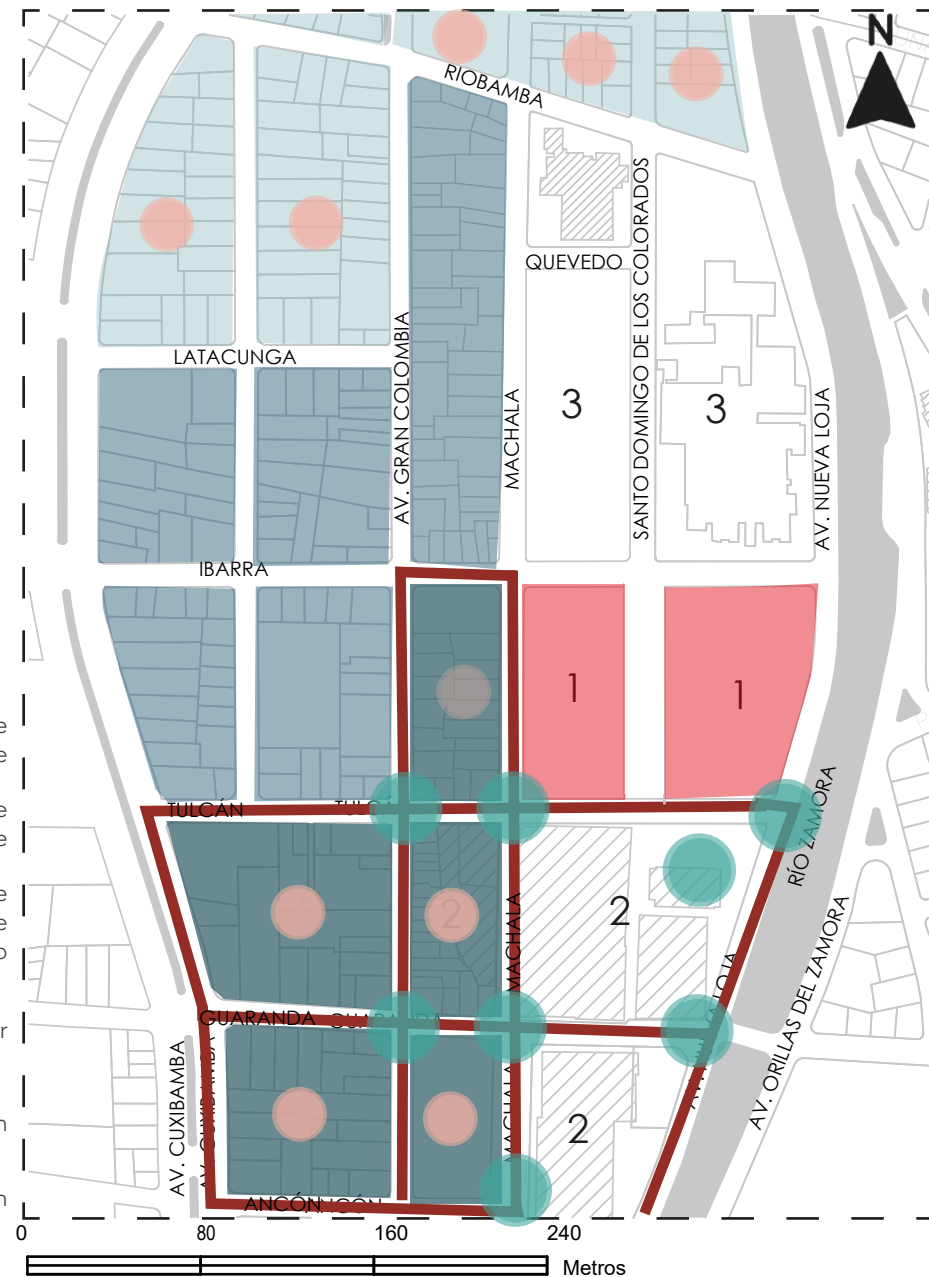 N
RIOBAMBA
QUEVEDO
SANTO DOMINGO DE LOS COLORADOS
LATACUNGA
AV. GRAN COLOMBIA
MACHALA
3
3
AV. NUEVA LOJA
IBARRA
1
1
e
e
TULCÁN
e
e
RÍO ZAMORA
e
e
o
2
2
MACHALA
GUARANDA
r
AV. ORILLAS DEL ZAMORA
AV. CUXIBAMBA
AV. CUXIBAMBA
MACHALA
2
n
n
ANCÓN
0
80
160
240
Metros